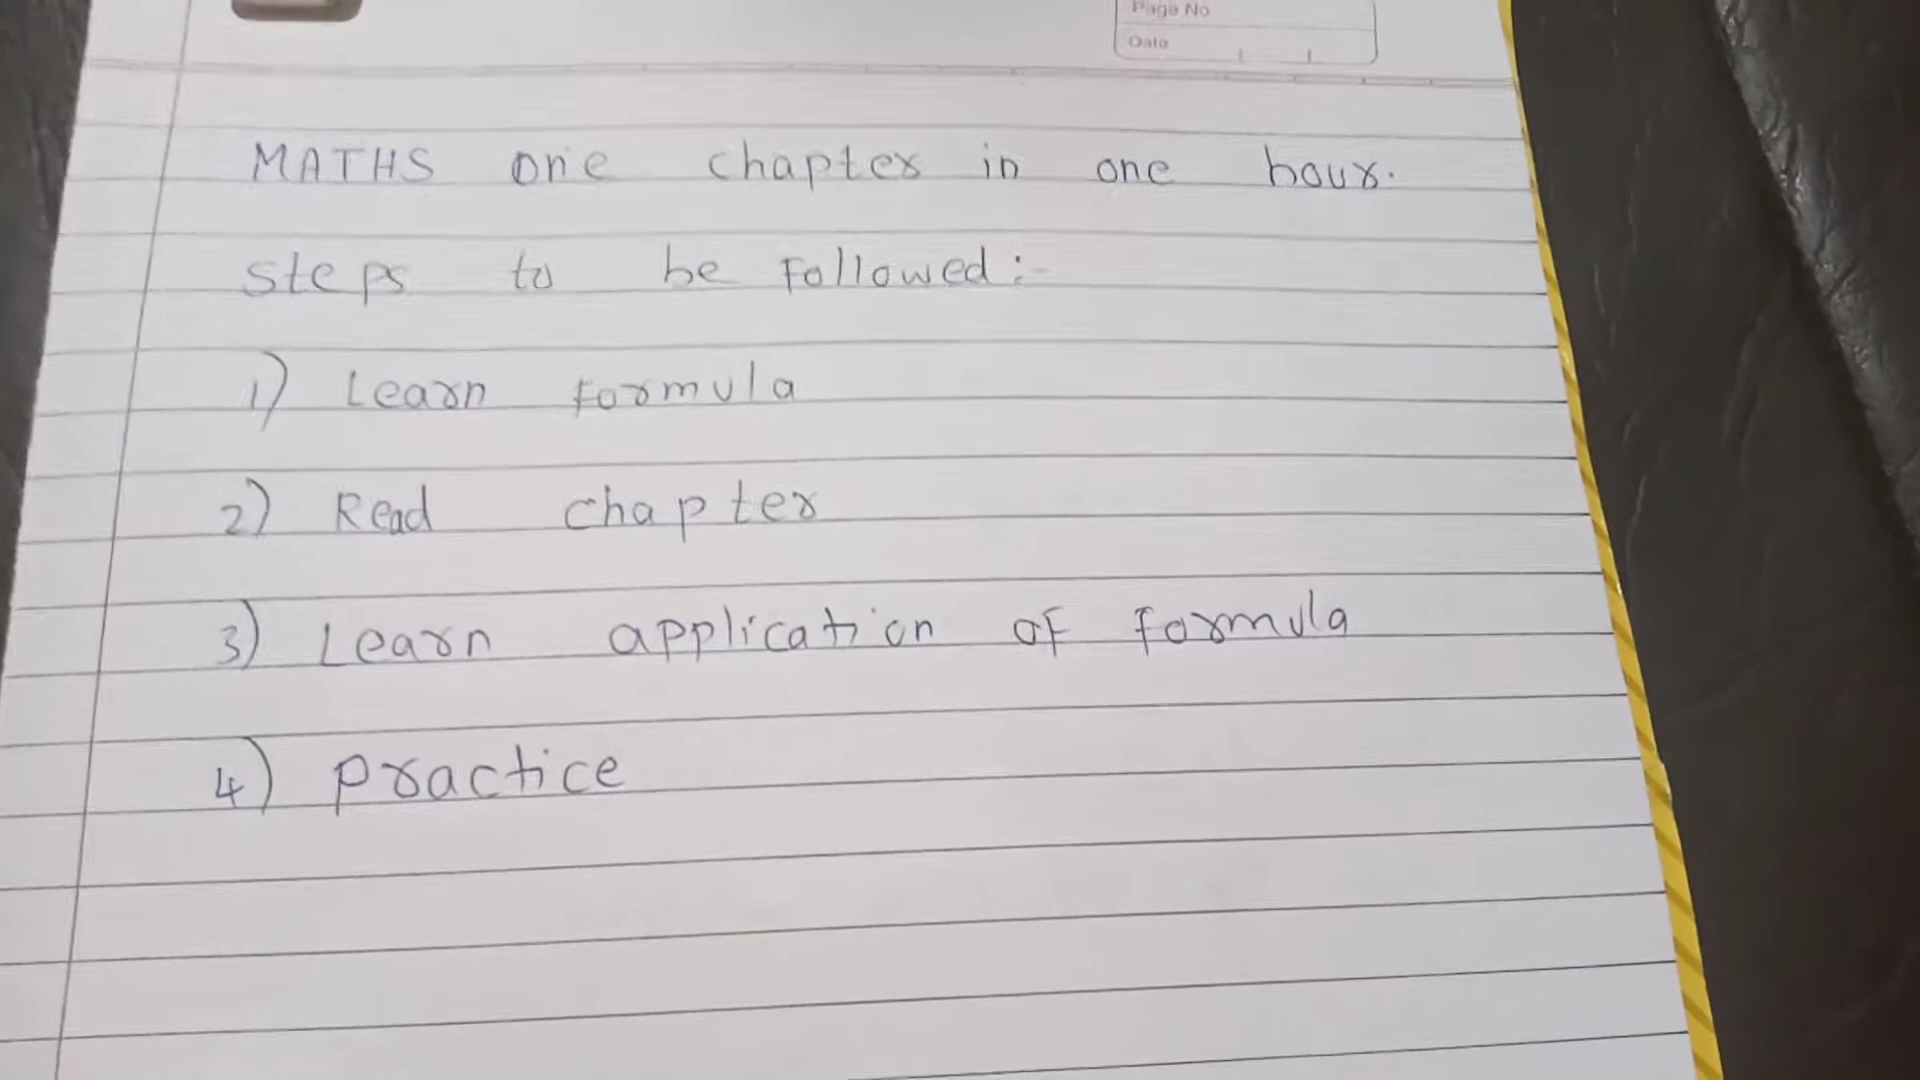 Page No
Date
MATHS one chapter in one hour.
steps to be Followed:-
1) Learn formula
2) Read chapter
3) Learn application of formula
4) practice